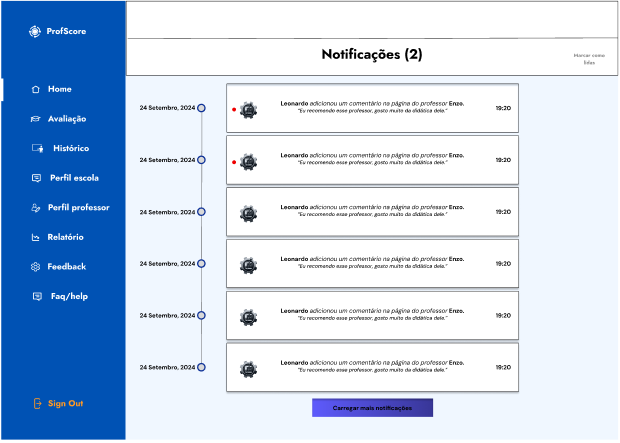 ProfScore
Home
Avaliação
Histórico
Perfil escola
Perfil professor
Relatório
Feedback
Faq/help
Sign Out
Notificações (2)
Marcar como
lidas
24 Setembro, 2024
Leonardo adicionou um comentário na página do professor Enzo.
"Eu recomendo esse professor, gosto muito da didática dele."
19:20
24 Setembro, 2024
Leonardo adicionou um comentário na página do professor Enzo.
"Eu recomendo esse professor, gosto muito da didática dele."
19:20
24 Setembro, 2024
Leonardo adicionou um comentário na página do professor Enzo.
"Eu recomendo esse professor, gosto muito da didática dele."
19:20
24 Setembro, 2024
Leonardo adicionou um comentário na página do professor Enzo.
"Eu recomendo esse professor, gosto muito da didática dele."
19:20
24 Setembro, 2024
Leonardo adicionou um comentário na página do professor Enzo.
"Eu recomendo esse professor, gosto muito da didática dele."
19:20
24 Setembro, 2024
Leonardo adicionou um comentário na página do professor Enzo.
"Eu recomendo esse professor, gosto muito da didática dele."
19:20
Carregar mais notificações